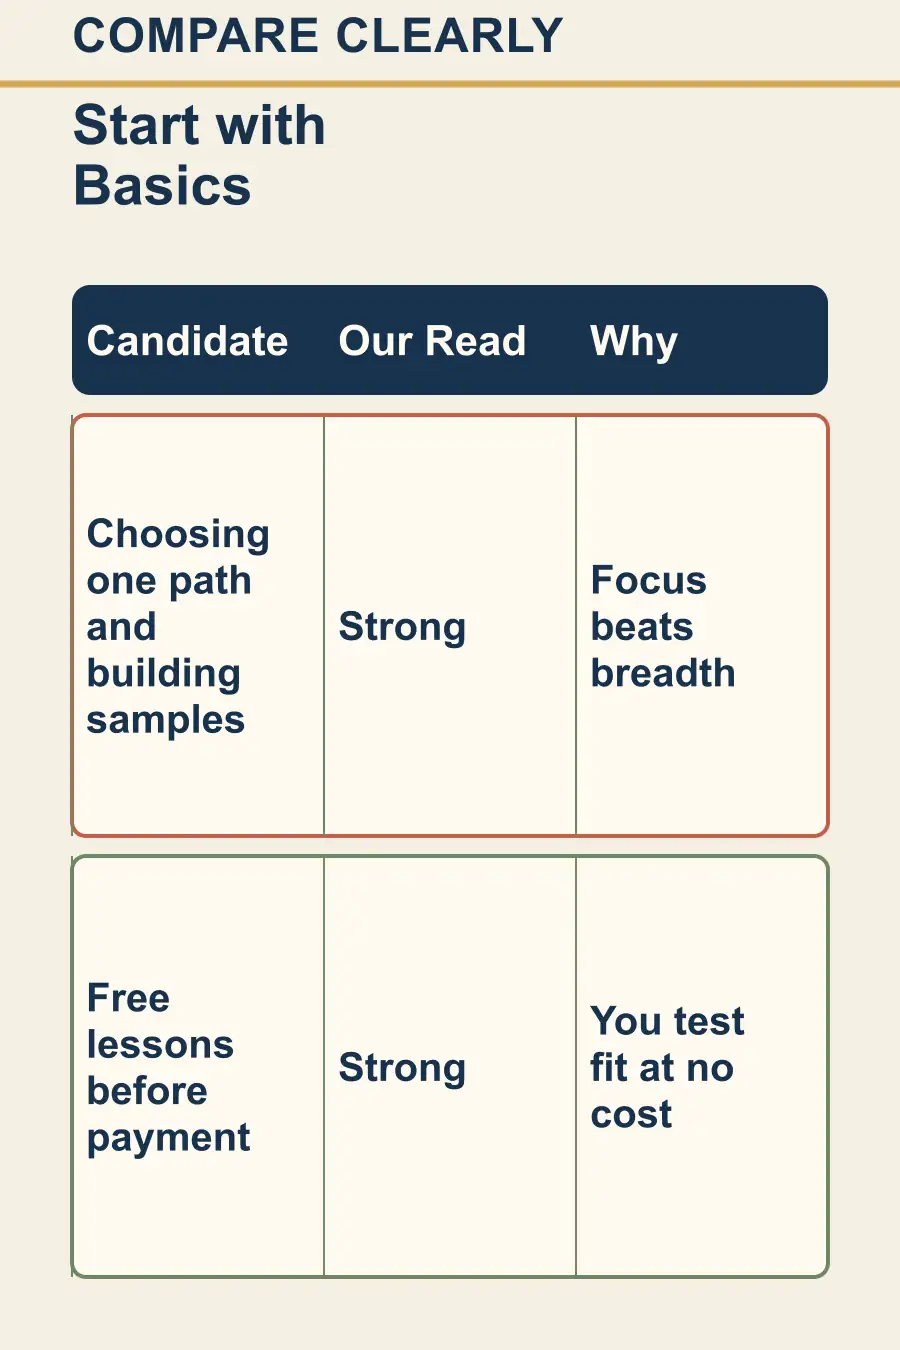 COMPARE CLEARLY
Start with
Basics
Candidate Our Read Why
Choosing
one path
and
building
samples
Strong
Focus
beats
breadth
Free
lessons
before
payment
Strong
You test
fit at no
cost